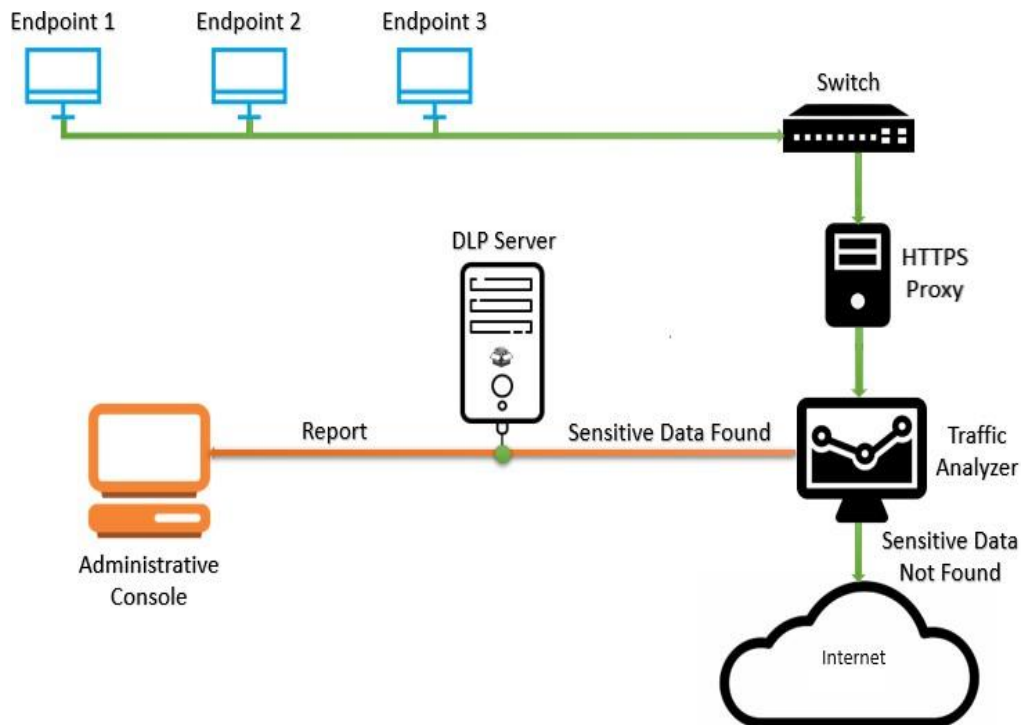 Endpoint 1
Endpoint 2
Endpoint 3
Switch
HTTPS
Proxy
DLP Server
Report
Sensitive Data Found
Traffic
Analyzer
Administrative
Console
Sensitive Data
Not Found
Internet